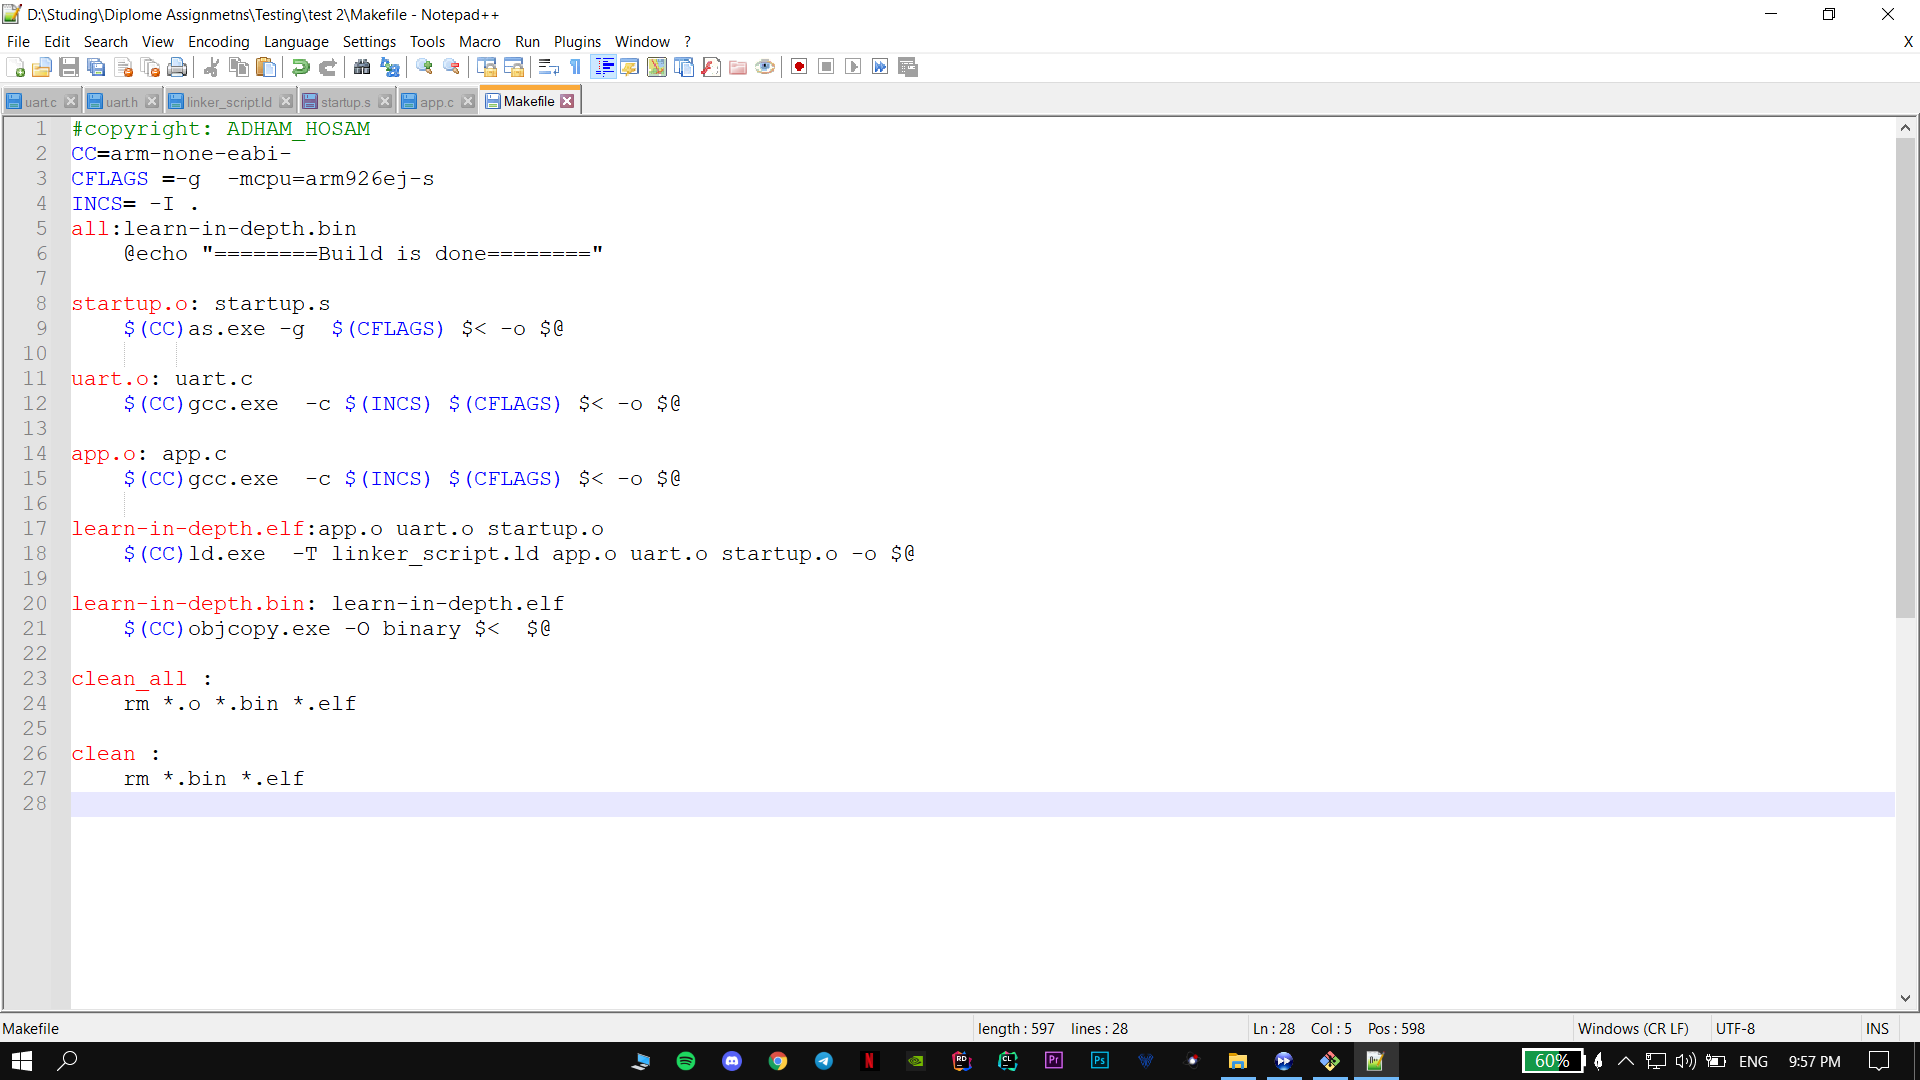 D:\Studing\Diplome Assignmetns\Testing\test 2\Makefile - Notepad++
File Edit Search View Encoding Language Settings Tools Macro Run Plugins Window ? X
uart.c uart.h linker_script.ld startup.s app.c Makefile
1 #copyright: ADHAM_HOSAM
2 CC=arm-none-eabi-
3 CFLAGS =-g  -mcpu=arm926ej-s
4 INCS= -I .
5 all:learn-in-depth.bin
6     @echo "========Build is done========"
7
8 startup.o: startup.s
9     $(CC)as.exe -g  $(CFLAGS) $< -o $@
10
11 uart.o: uart.c
12     $(CC)gcc.exe  -c $(INCS) $(CFLAGS) $< -o $@
13
14 app.o: app.c
15     $(CC)gcc.exe  -c $(INCS) $(CFLAGS) $< -o $@
16
17 learn-in-depth.elf:app.o uart.o startup.o
18     $(CC)ld.exe  -T linker_script.ld app.o uart.o startup.o -o $@
19
20 learn-in-depth.bin: learn-in-depth.elf
21     $(CC)objcopy.exe -O binary $<  $@
22
23 clean_all :
24     rm *.o *.bin *.elf
25
26 clean :
27     rm *.bin *.elf
28
Makefile length : 597 lines : 28 Ln : 28 Col : 5 Pos : 598 Windows (CR LF) UTF-8 INS
N RD CL Pr Ps 60% ENG 9:57 PM